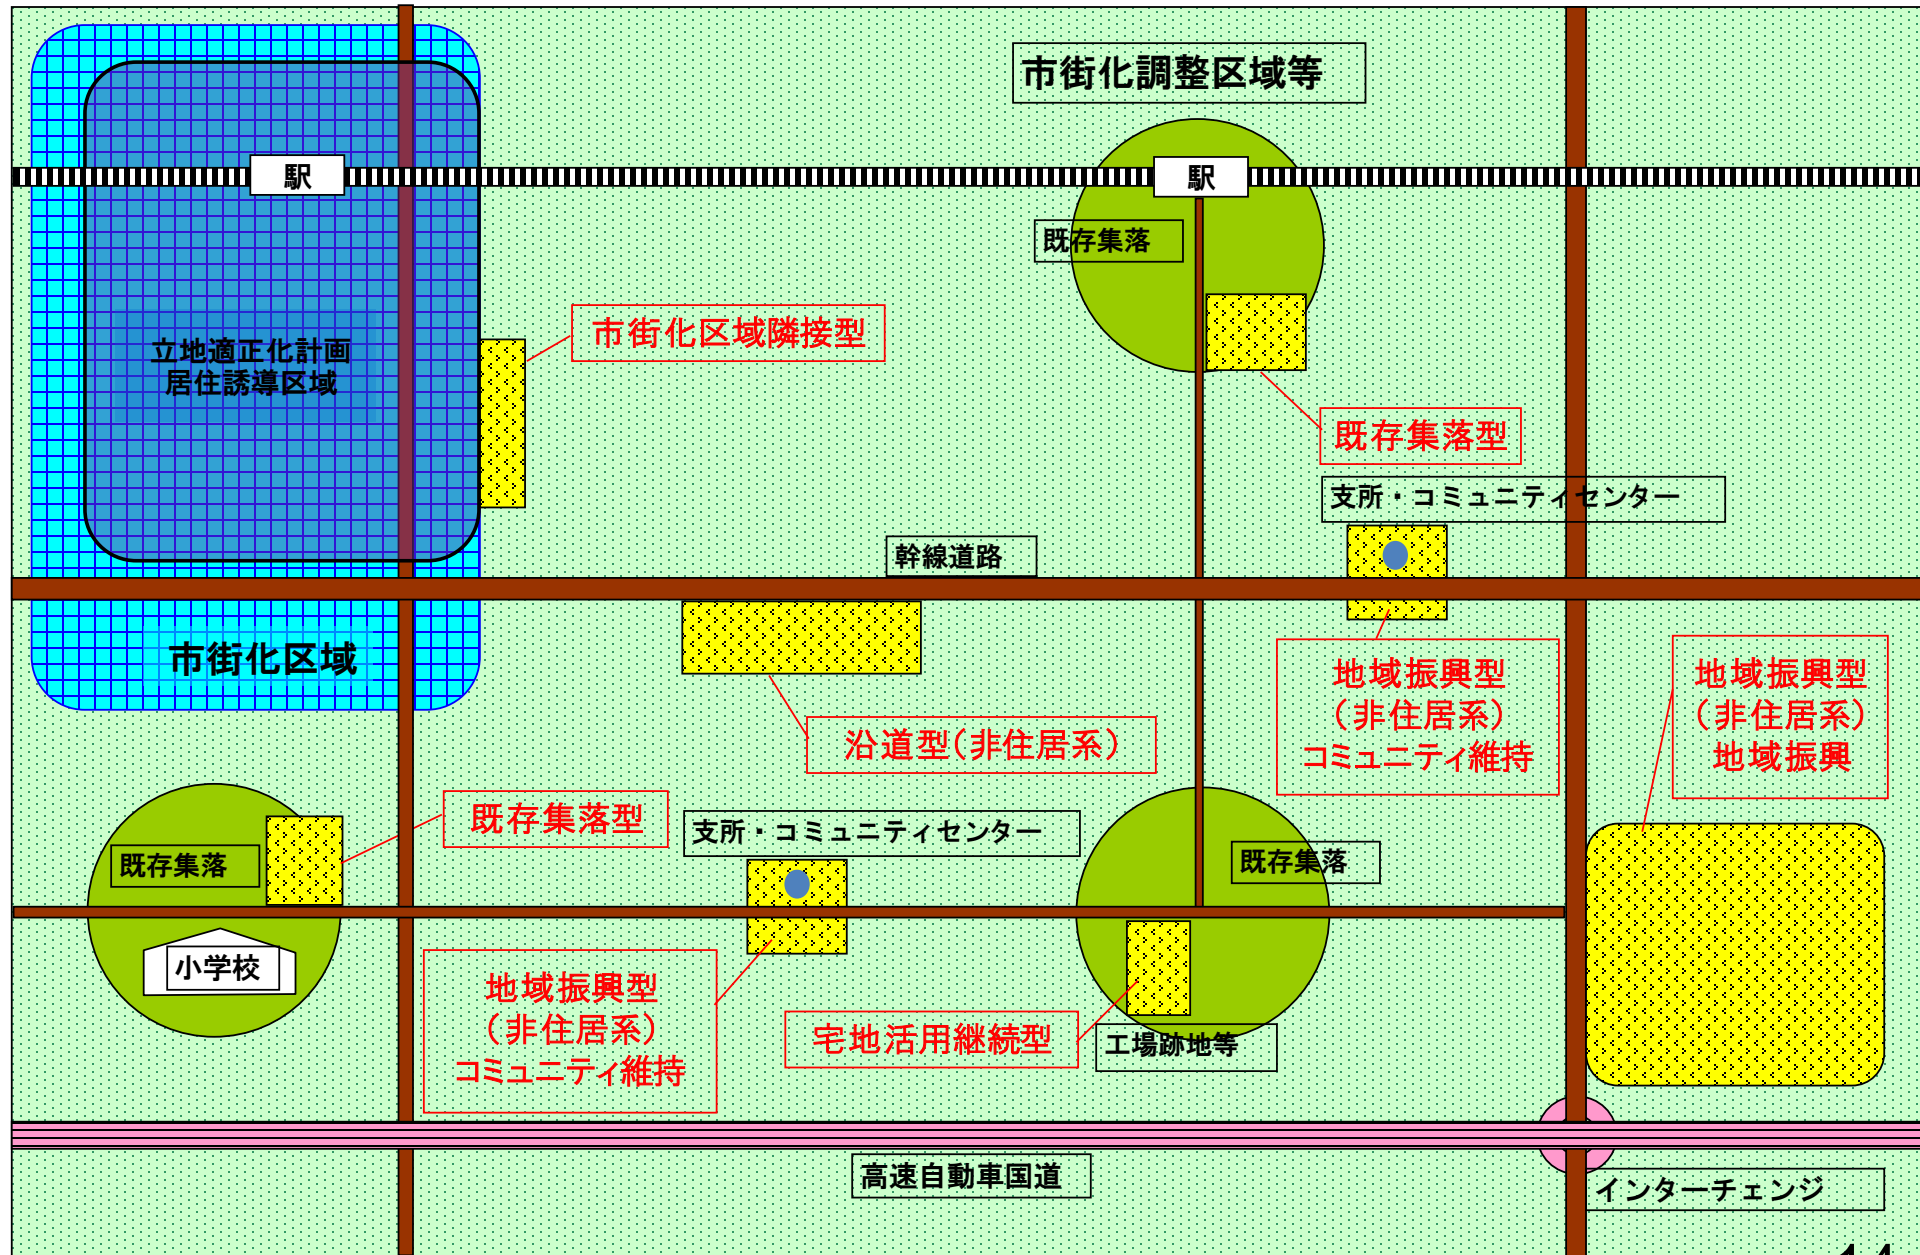 市街化調整区域等
駅
駅
既存集落
市街化区域隣接型
立地適正化計画
居住誘導区域
既存集落型
支所・コミュニティセンター
幹線道路
市街化区域
地域振興型
（非住居系）
コミュニティ維持
地域振興型
（非住居系）
地域振興
沿道型（非住居系）
既存集落型
支所・コミュニティセンター
既存集落
既存集落
小学校
地域振興型
（非住居系）
コミュニティ維持
宅地活用継続型
工場跡地等
高速自動車国道
インターチェンジ